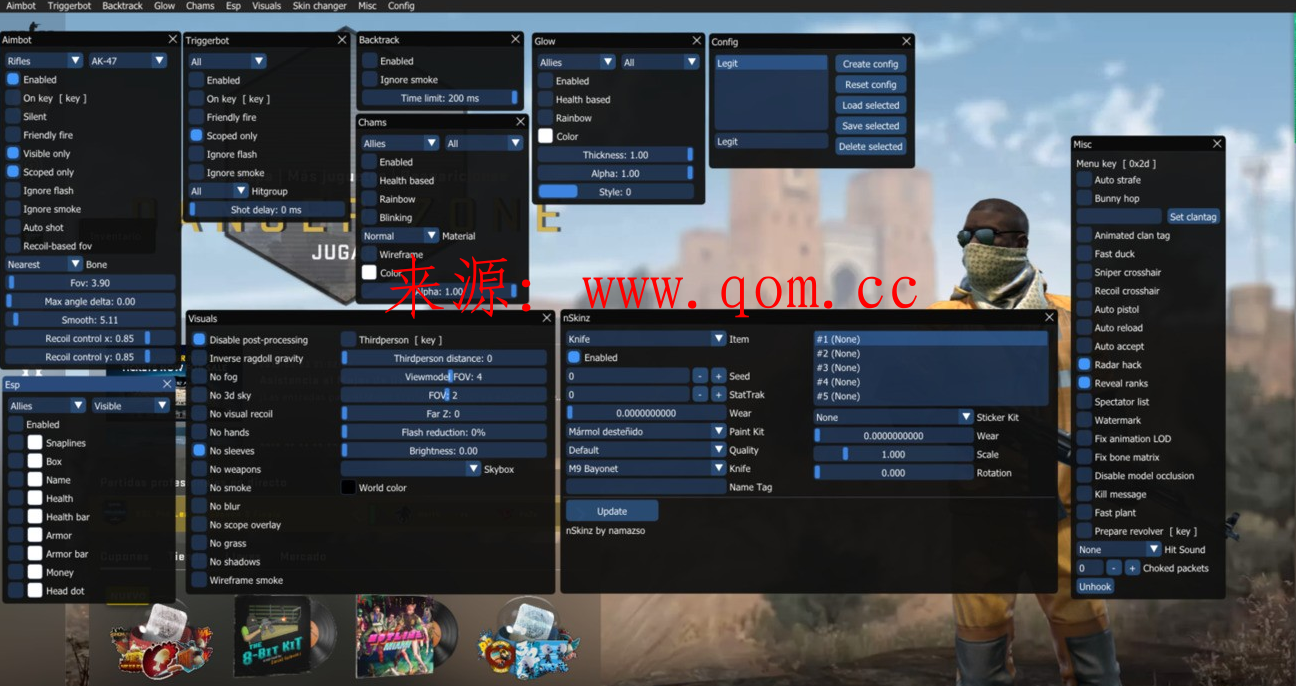 Aimbot Triggerbot Backtrack Glow Chams Esp Visuals Skin changer Misc Config
Aimbot
Rifles AK-47
Enabled
On key [ key ]
Silent
Friendly fire
Visible only
Scoped only
Ignore flash
Ignore smoke
Auto shot
Recoil-based fov
Nearest Bone
Fov: 3.90
Max angle delta: 0.00
Smooth: 5.11
Recoil control x: 0.85
Recoil control y: 0.85
Triggerbot
All
Enabled
On key [ key ]
Friendly fire
Scoped only
Ignore flash
Ignore smoke
All Hitgroup
Shot delay: 0 ms
Backtrack
Enabled
Ignore smoke
Time limit: 200 ms
Chams
Allies All
Enabled
Health based
Rainbow
Blinking
Normal Material
Wireframe
Color
Alpha: 1.00
Glow
Allies All
Enabled
Health based
Rainbow
Color
Thickness: 1.00
Alpha: 1.00
Style: 0
Config
Legit
Create config
Reset config
Load selected
Save selected
Legit
Delete selected
JUGA
来源: www.qom.cc
Esp
Allies Visible
Enabled
Snaplines
Box
Name
Health
Health bar
Armor
Armor bar
Money
Head dot
Visuals
Disable post-processing
Inverse ragdoll gravity
No fog
No 3d sky
No visual recoil
No hands
No sleeves
No weapons
No smoke
No blur
No scope overlay
No grass
No shadows
Wireframe smoke
Thirdperson [ key ]
Thirdperson distance: 0
Viewmodel FOV: 4
FOV: 2
Far Z: 0
Flash reduction: 0%
Brightness: 0.00
Skybox
World color
nSkinz
Knife Item
Enabled
0 - + Seed
0 - + StatTrak
0.0000000000 Wear
Mármol desteñido Paint Kit
Default Quality
M9 Bayonet Knife
Name Tag
#1 (None)
#2 (None)
#3 (None)
#4 (None)
#5 (None)
None Sticker Kit
0.0000000000 Wear
1.000 Scale
0.000 Rotation
Update
nSkinz by namazso
Misc
Menu key [ 0x2d ]
Auto strafe
Bunny hop
Set clantag
Animated clan tag
Fast duck
Sniper crosshair
Recoil crosshair
Auto pistol
Auto reload
Auto accept
Radar hack
Reveal ranks
Spectator list
Watermark
Fix animation LOD
Fix bone matrix
Disable model occlusion
Kill message
Fast plant
Prepare revolver [ key ]
None Hit Sound
0 - + Choked packets
Unhook
THE
8-BIT KIT
HOTLINE
MIAMI